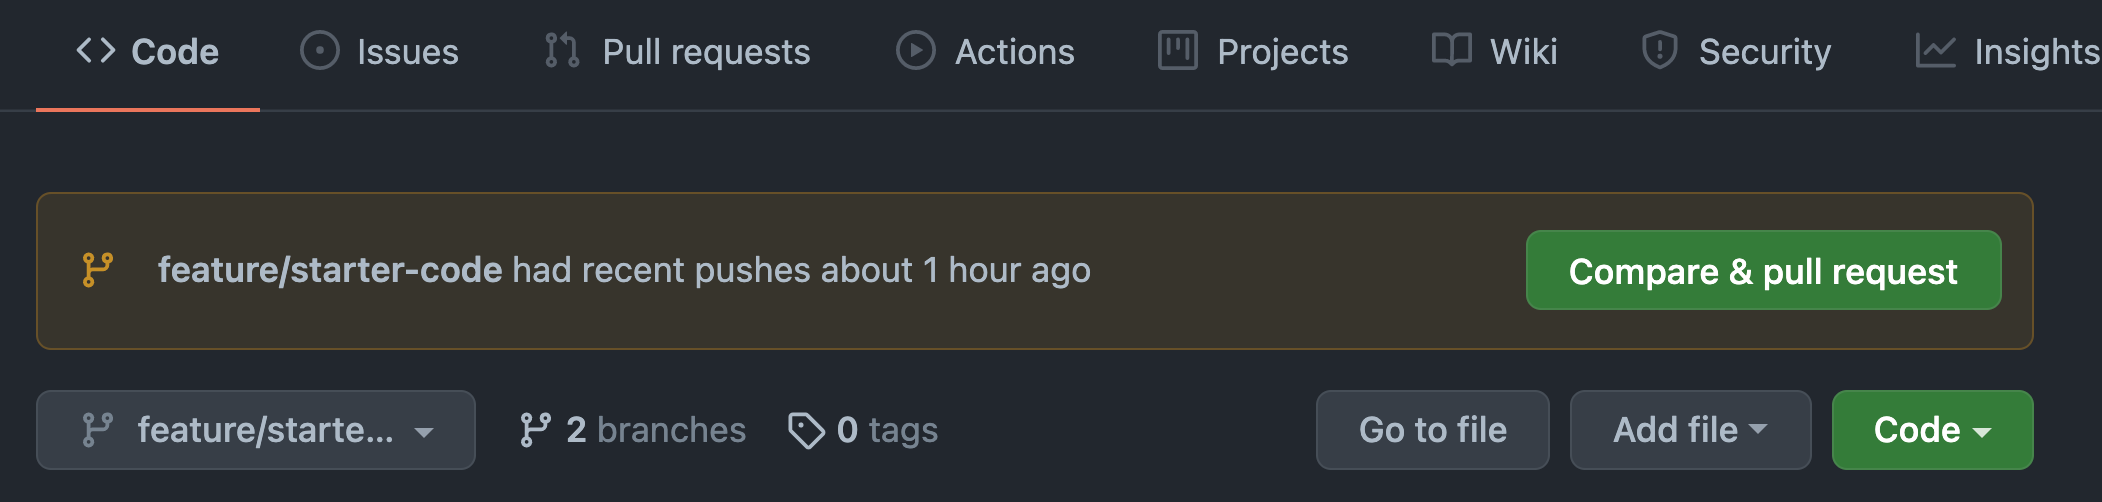 Code Issues Pull requests Actions Projects Wiki Security Insights
feature/starter-code had recent pushes about 1 hour ago Compare & pull request
feature/starte... 2 branches 0 tags Go to file Add file Code